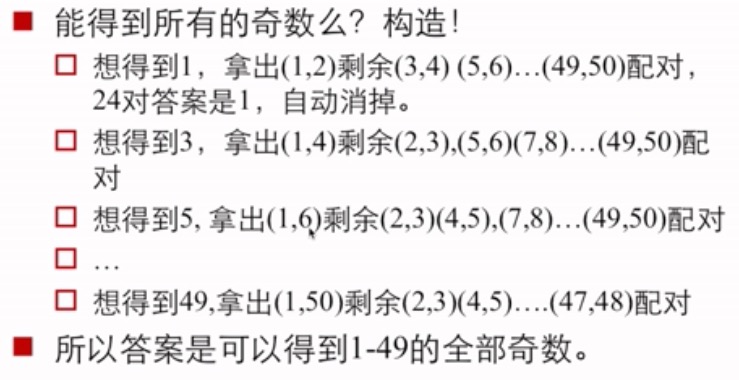 能得到所有的奇数么？构造！
想得到1，拿出(1,2)剩余(3,4) (5,6)…(49,50)配对，
24对答案是1，自动消掉。
想得到3，拿出(1,4)剩余(2,3),(5,6)(7,8)…(49,50)配
对
想得到5, 拿出(1,6)剩余(2,3)(4,5),(7,8)…(49,50)配对
…
想得到49,拿出(1,50)剩余(2,3)(4,5)….(47,48)配对
所以答案是可以得到1-49的全部奇数。